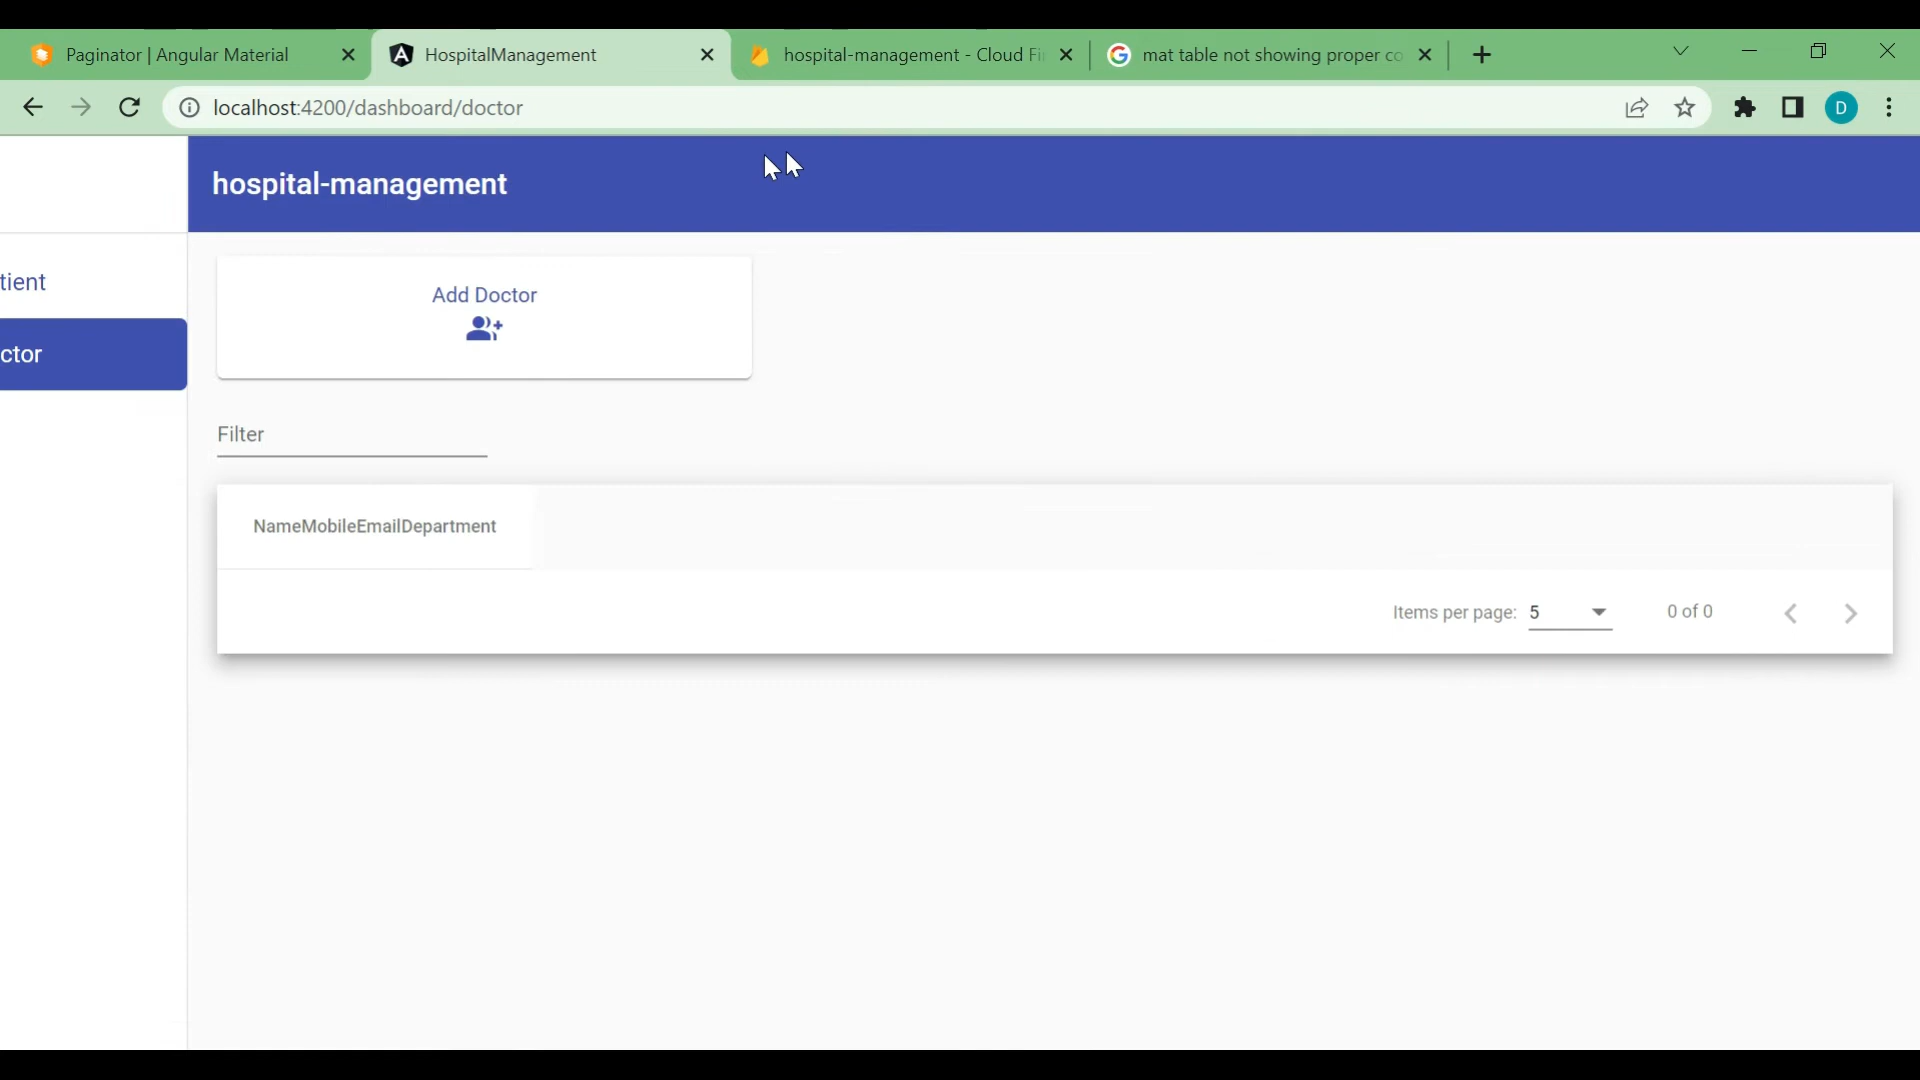 Paginator | Angular Material
HospitalManagement
hospital-management - Cloud Fi
mat table not showing proper co
localhost:4200/dashboard/doctor
D
hospital-management
tient
ctor
Add Doctor
Filter
NameMobileEmailDepartment
Items per page: 5
0 of 0